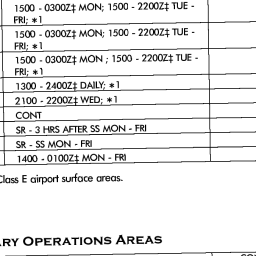 1500 - 0300Z‡ MON; 1500 - 2200Z‡ TUE -
FRI; ∗1
1500 - 0300Z‡ MON; 1500 - 2200Z‡ TUE -
FRI; ∗1
1500 - 0300Z‡ MON ; 1500 - 2200Z‡ TUE -
FRI; ∗1
1300 - 2400Z‡ DAILY; ∗1
2100 - 2200Z‡ WED; ∗1
CONT
SR - 3 HRS AFTER SS MON - FRI
SR - SS MON - FRI
1400 - 0100Z‡ MON - FRI
Class E airport surface areas.
ARY OPERATIONS AREAS